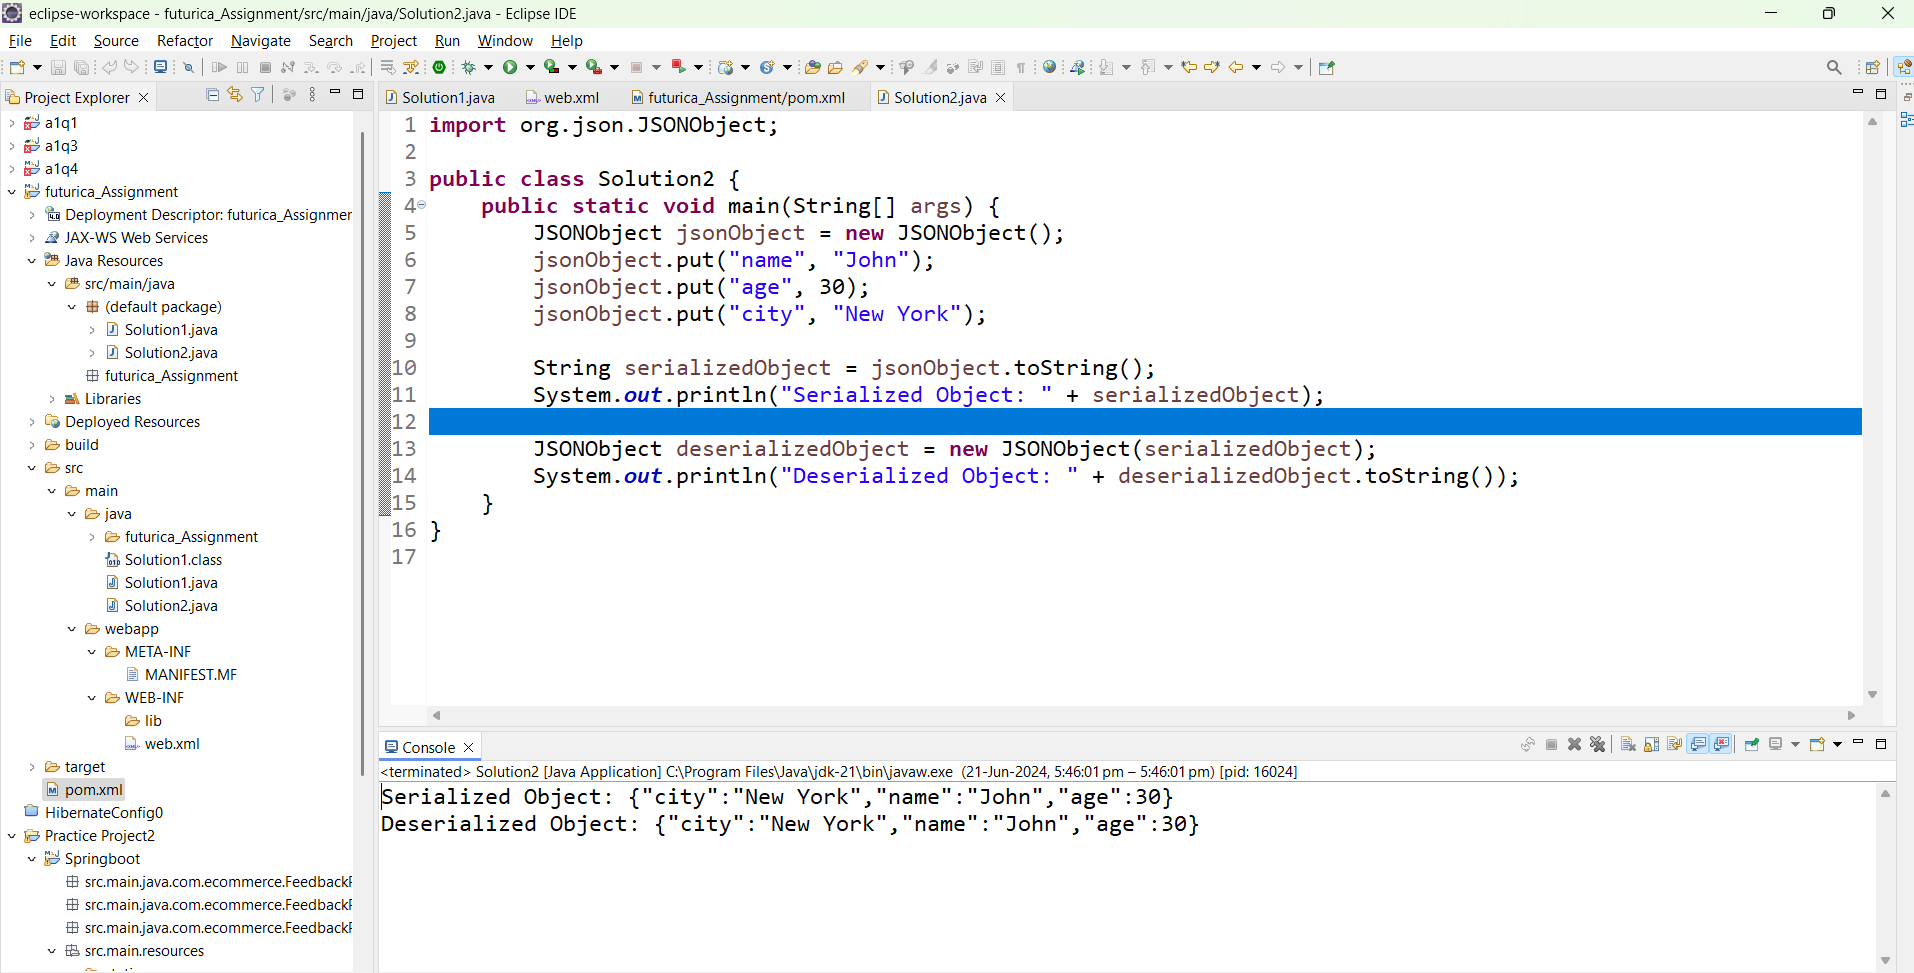 eclipse-workspace - futurica_Assignment/src/main/java/Solution2.java - Eclipse IDE
File Edit Source Refactor Navigate Search Project Run Window Help
Project Explorer
a1q1
a1q3
a1q4
futurica_Assignment
Deployment Descriptor: futurica_Assignmer
JAX-WS Web Services
Java Resources
src/main/java
(default package)
Solution1.java
Solution2.java
futurica_Assignment
Libraries
Deployed Resources
build
src
main
java
futurica_Assignment
Solution1.class
Solution1.java
Solution2.java
webapp
META-INF
MANIFEST.MF
WEB-INF
lib
web.xml
target
pom.xml
HibernateConfig0
Practice Project2
Springboot
src.main.java.com.ecommerce.Feedback
src.main.java.com.ecommerce.Feedback
src.main.java.com.ecommerce.Feedback
src.main.resources
Solution1.java web.xml futurica_Assignment/pom.xml Solution2.java
1 import org.json.JSONObject;
2
3 public class Solution2 {
4 public static void main(String[] args) {
5 JSONObject jsonObject = new JSONObject();
6 jsonObject.put("name", "John");
7 jsonObject.put("age", 30);
8 jsonObject.put("city", "New York");
9
10 String serializedObject = jsonObject.toString();
11 System.out.println("Serialized Object: " + serializedObject);
12
13 JSONObject deserializedObject = new JSONObject(serializedObject);
14 System.out.println("Deserialized Object: " + deserializedObject.toString());
15 }
16 }
17
Console
<terminated> Solution2 [Java Application] C:\Program Files\Java\jdk-21\bin\javaw.exe (21-Jun-2024, 5:46:01 pm – 5:46:01 pm) [pid: 16024]
Serialized Object: {"city":"New York","name":"John","age":30}
Deserialized Object: {"city":"New York","name":"John","age":30}